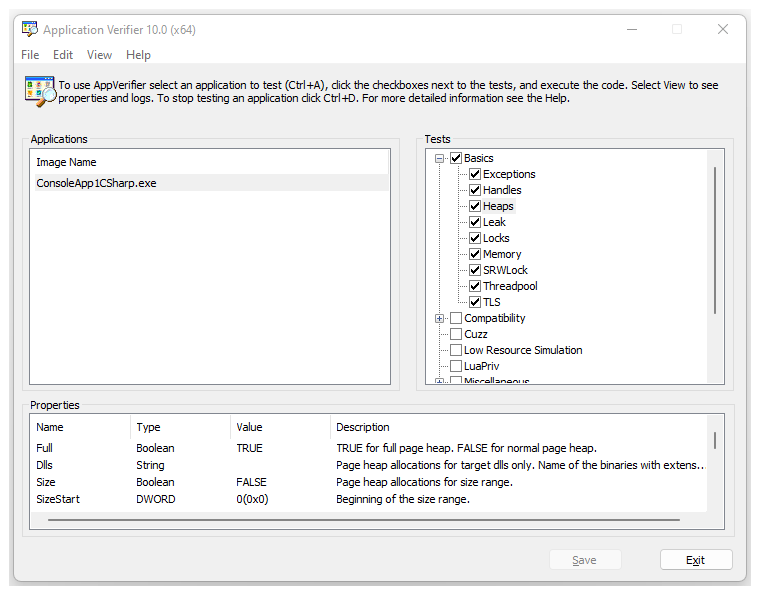 Application Verifier 10.0 (x64)
File Edit View Help
To use AppVerifier select an application to test (Ctrl+A), click the checkboxes next to the tests, and execute the code. Select View to see
properties and logs. To stop testing an application click Ctrl+D. For more detailed information see the Help.
Applications
Image Name
ConsoleApp1CSharp.exe
Tests
Basics
Exceptions
Handles
Heaps
Leak
Locks
Memory
SRWLock
Threadpool
TLS
Compatibility
Cuzz
Low Resource Simulation
LuaPriv
Miscellaneous
Properties
Name Type Value Description
Full Boolean TRUE TRUE for full page heap. FALSE for normal page heap.
Dlls String Page heap allocations for target dlls only. Name of the binaries with extens...
Size Boolean FALSE Page heap allocations for size range.
SizeStart DWORD 0(0x0) Beginning of the size range.
Save Exit